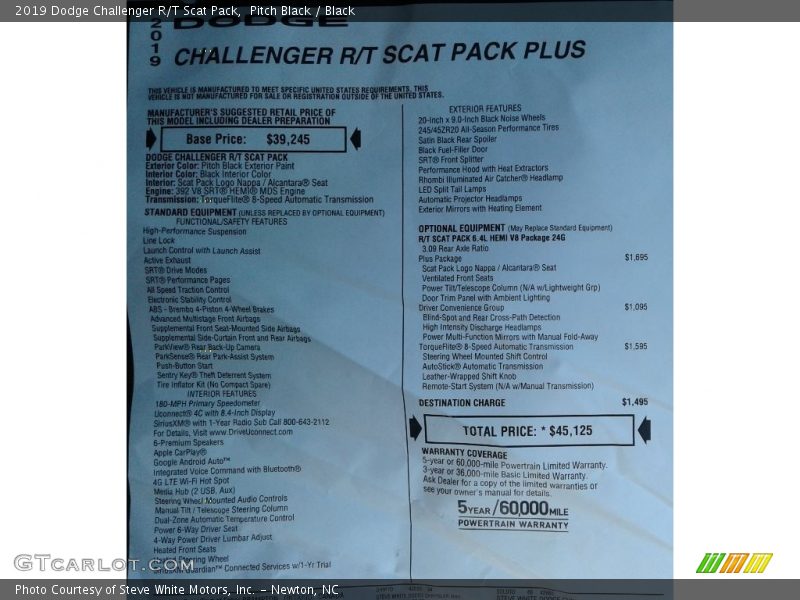 2019 Dodge Challenger R/T Scat Pack, Pitch Black / Black
2019
DODGE
CHALLENGER R/T SCAT PACK PLUS
THIS VEHICLE IS MANUFACTURED TO MEET SPECIFIC UNITED STATES REQUIREMENTS. THIS
VEHICLE IS NOT MANUFACTURED FOR SALE OR REGISTRATION OUTSIDE OF THE UNITED STATES.
MANUFACTURER'S SUGGESTED RETAIL PRICE OF
THIS MODEL INCLUDING DEALER PREPARATION
Base Price: $39,245
DODGE CHALLENGER R/T SCAT PACK
Exterior Color: Pitch Black Exterior Paint
Interior Color: Black Interior Color
Interior: Scat Pack Logo Nappa / Alcantara® Seat
Engine: 392 V8 SRT® HEMI® MDS Engine
Transmission: TorqueFlite® 8-Speed Automatic Transmission
STANDARD EQUIPMENT (UNLESS REPLACED BY OPTIONAL EQUIPMENT)
FUNCTIONAL/SAFETY FEATURES
High-Performance Suspension
Line Lock
Launch Control with Launch Assist
Active Exhaust
SRT® Drive Modes
SRT® Performance Pages
All Speed Traction Control
Electronic Stability Control
ABS - Brembo 4-Piston 4-Wheel Brakes
Advanced Multistage Front Airbags
Supplemental Front Seat-Mounted Side Airbags
Supplemental Side-Curtain Front and Rear Airbags
ParkView® Rear Back-Up Camera
ParkSense® Rear Park-Assist System
Push-Button Start
Sentry Key® Theft Deterrent System
Tire Inflator Kit (No Compact Spare)
INTERIOR FEATURES
180-MPH Primary Speedometer
Uconnect® 4C with 8.4-Inch Display
SiriusXM® with 1-Year Radio Sub Call 800-643-2112
For Details, Visit www.DriveUconnect.com
6-Premium Speakers
Apple CarPlay®
Google Android Auto™
Integrated Voice Command with Bluetooth®
4G LTE Wi-Fi Hot Spot
Media Hub (2 USB, Aux)
Steering Wheel Mounted Audio Controls
Manual Tilt / Telescope Steering Column
Dual-Zone Automatic Temperature Control
Power 6-Way Driver Seat
4-Way Power Driver Lumbar Adjust
Heated Front Seats
Heated Steering Wheel
Guardian™ Connected Services w/1-Yr Trial
EXTERIOR FEATURES
20-Inch x 9.0-Inch Black Noise Wheels
245/45ZR20 All-Season Performance Tires
Satin Black Rear Spoiler
Black Fuel-Filler Door
SRT® Front Splitter
Performance Hood with Heat Extractors
Rhombi Illuminated Air Catcher® Headlamp
LED Split Tail Lamps
Automatic Projector Headlamps
Exterior Mirrors with Heating Element
OPTIONAL EQUIPMENT (May Replace Standard Equipment)
R/T SCAT PACK 6.4L HEMI V8 Package 24G
3.09 Rear Axle Ratio
Plus Package $1,695
Scat Pack Logo Nappa / Alcantara® Seat
Ventilated Front Seats
Power Tilt/Telescope Column (N/A w/Lightweight Grp)
Door Trim Panel with Ambient Lighting
Driver Convenience Group $1,095
Blind-Spot and Rear Cross-Path Detection
High Intensity Discharge Headlamps
Power Multi-Function Mirrors with Manual Fold-Away
TorqueFlite® 8-Speed Automatic Transmission $1,595
Steering Wheel Mounted Shift Control
AutoStick® Automatic Transmission
Leather-Wrapped Shift Knob
Remote-Start System (N/A w/Manual Transmission)
DESTINATION CHARGE $1,495
TOTAL PRICE: * $45,125
WARRANTY COVERAGE
5-year or 60,000-mile Powertrain Limited Warranty.
3-year or 36,000-mile Basic Limited Warranty.
Ask Dealer for a copy of the limited warranties or
see your owner's manual for details.
5YEAR/60,000MILE
POWERTRAIN WARRANTY
GTCarLot.com
Photo Courtesy of Steve White Motors, Inc. – Newton, NC